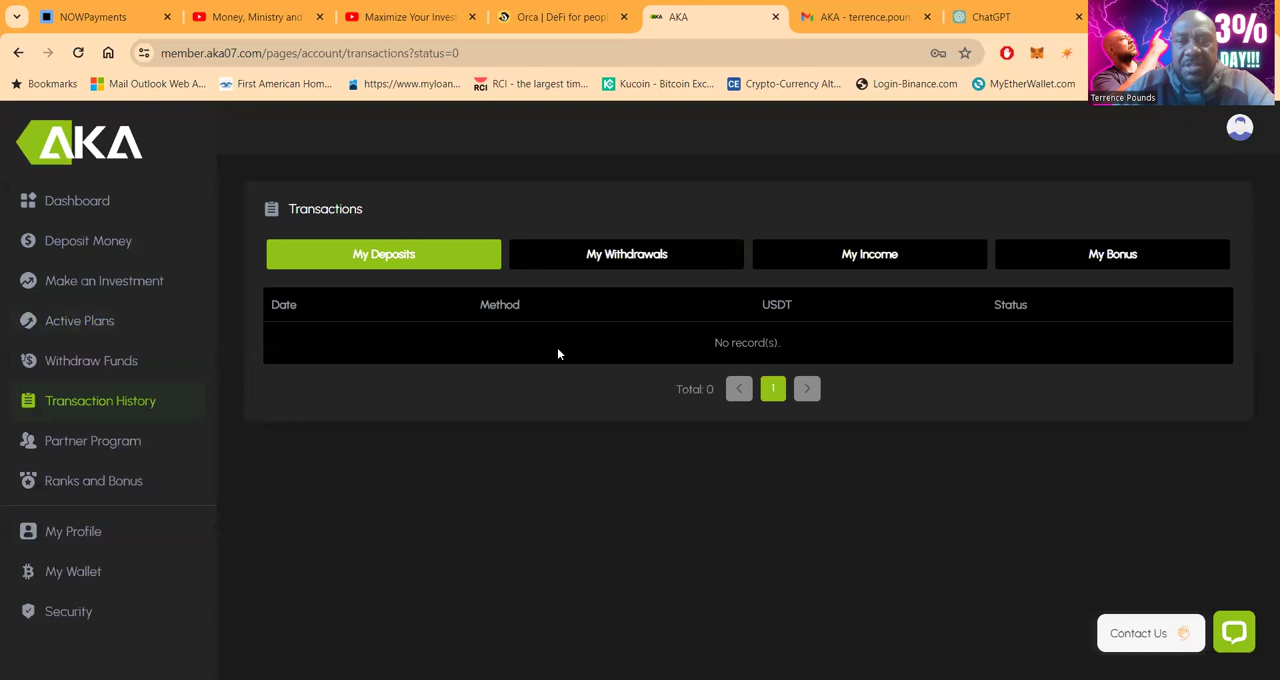 NOWPayments
Money, Ministry and
Maximize Your Invest
Orca | DeFi for peopl
AKA
AKA - terrence.poun
ChatGPT
member.aka07.com/pages/account/transactions?status=0
Bookmarks
Mail Outlook Web A...
First American Hom...
https://www.myloan...
RCI - the largest tim...
Kucoin - Bitcoin Exc...
Crypto-Currency Alt...
Login-Binance.com
MyEtherWallet.com
3%
DAY!!!
Terrence Pounds
AKA
Dashboard
Deposit Money
Make an Investment
Active Plans
Withdraw Funds
Transaction History
Partner Program
Ranks and Bonus
My Profile
My Wallet
Security
Transactions
My Deposits
My Withdrawals
My Income
My Bonus
Date
Method
USDT
Status
No record(s)..
Total: 0
1
Contact Us